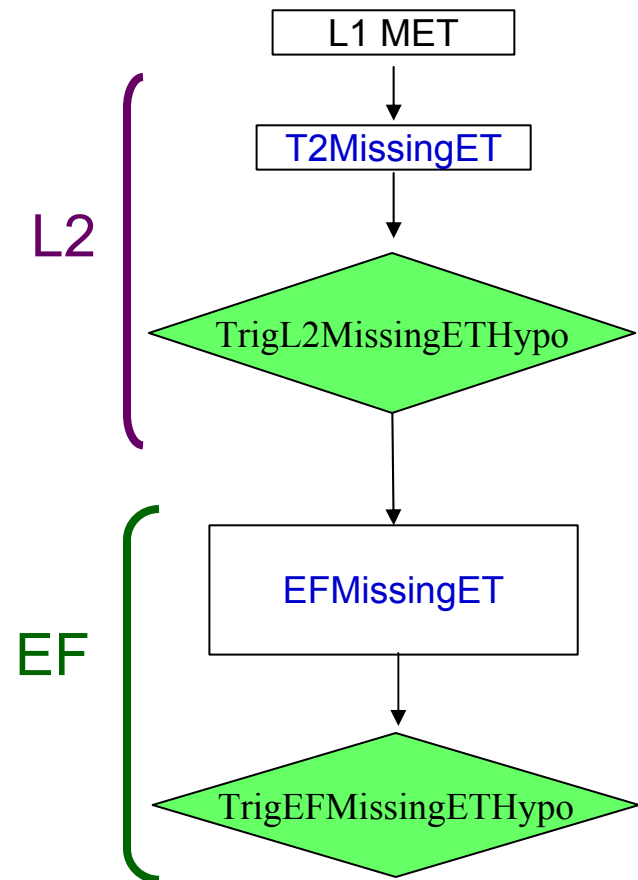 L1 MET
T2MissingET
L2
TrigL2MissingETHypo
EFMissingET
EF
TrigEFMissingETHypo